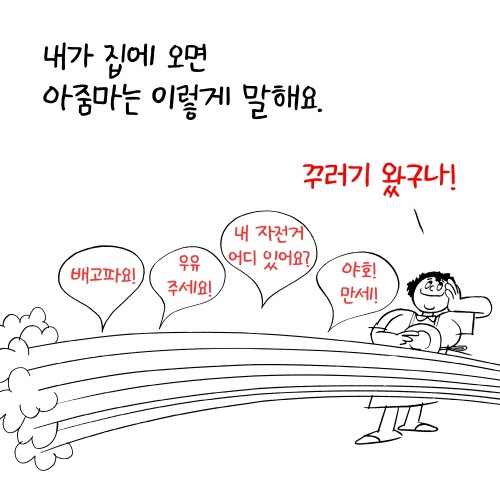 내가 집에 오면
아줌마는 이렇게 말해요.
꾸러기 왔구나!
배고파요!
우유
주세요!
내 자전거
어디 있어요?
야호!
만세!